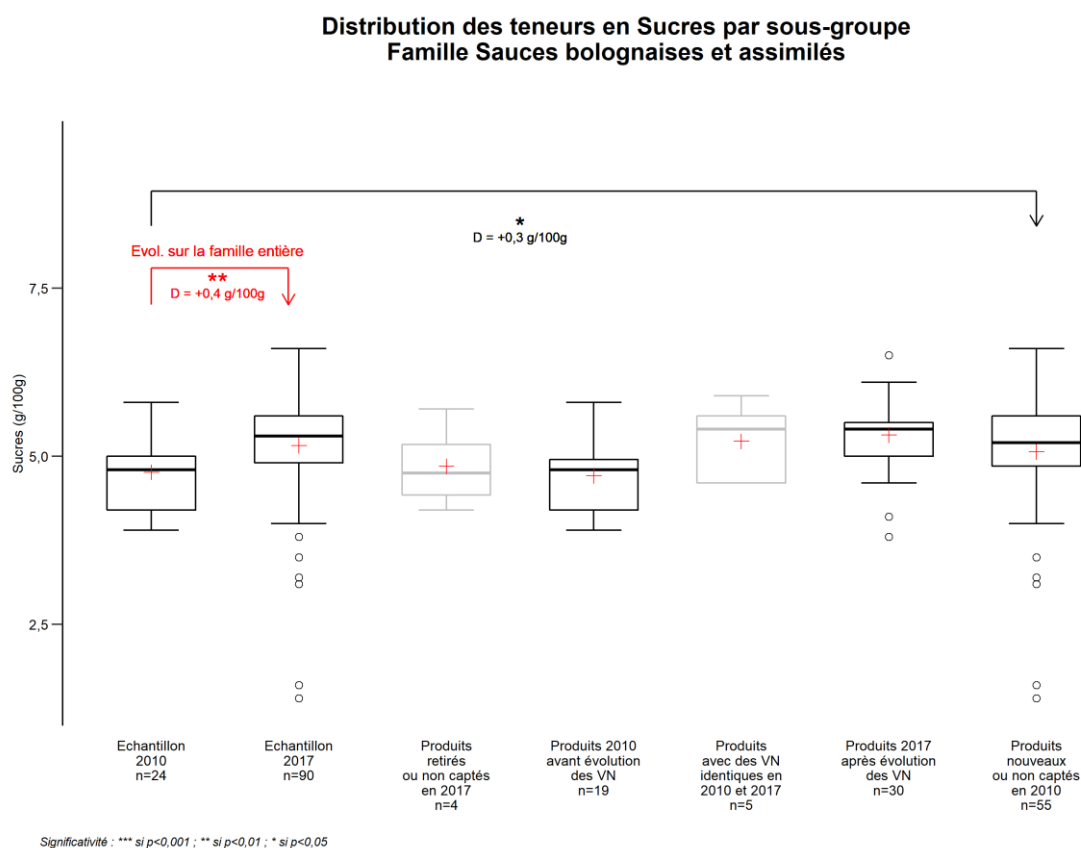 Distribution des teneurs en Sucres par sous-groupe
Famille Sauces bolognaises et assimilés
*
D = +0,3 g/100g
Evol. sur la famille entière
**
D = +0,4 g/100g
Sucres (g/100g)
7,5
5,0
2,5
Echantillon
2010
n=24
Echantillon
2017
n=90
Produits
retirés
ou non captés
en 2017
n=4
Produits 2010
avant évolution
des VN
n=19
Produits
avec des VN
identiques en
2010 et 2017
n=5
Produits 2017
après évolution
des VN
n=30
Produits
nouveaux
ou non captés
en 2010
n=55
Significativité : *** si p<0,001 ; ** si p<0,01 ; * si p<0,05